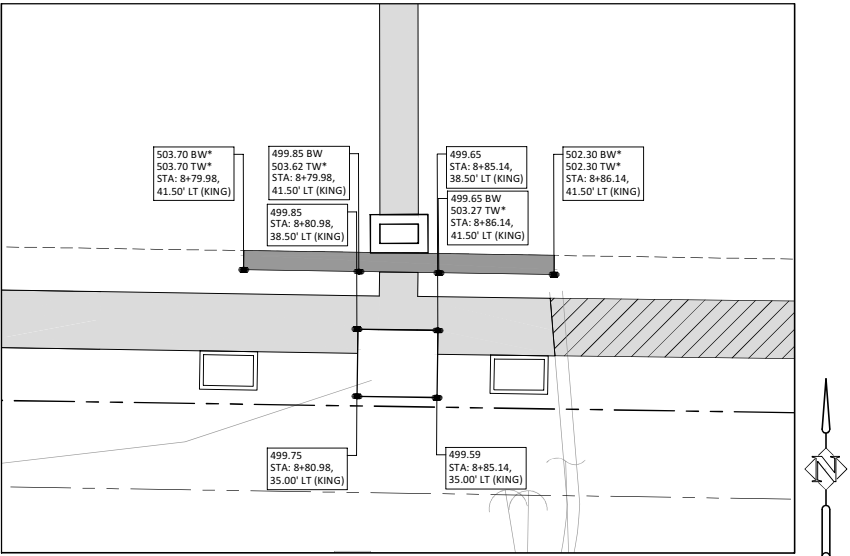 503.70 BW*
503.70 TW*
STA: 8+79.98,
41.50' LT (KING)
499.85 BW
503.62 TW*
STA: 8+79.98,
41.50' LT (KING)
499.65
STA: 8+85.14,
38.50' LT (KING)
502.30 BW*
502.30 TW*
STA: 8+86.14,
41.50' LT (KING)
499.85
STA: 8+80.98,
38.50' LT (KING)
499.65 BW
503.27 TW*
STA: 8+86.14,
41.50' LT (KING)
499.75
STA: 8+80.98,
35.00' LT (KING)
499.59
STA: 8+85.14,
35.00' LT (KING)
N